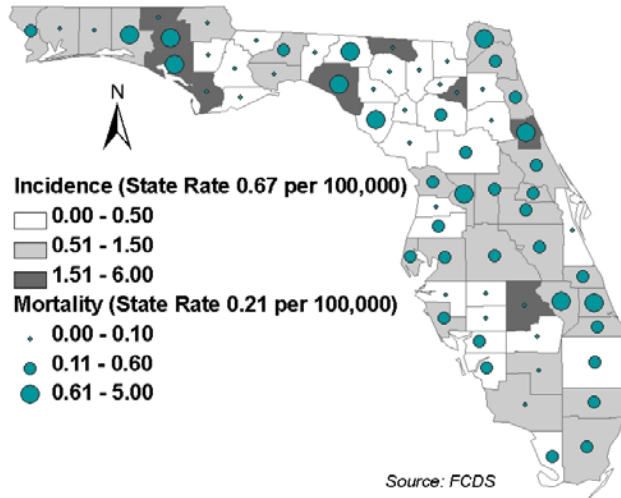 N
Incidence (State Rate 0.67 per 100,000)
0.00 - 0.50
0.51 - 1.50
1.51 - 6.00
Mortality (State Rate 0.21 per 100,000)
0.00 - 0.10
0.11 - 0.60
0.61 - 5.00
Source: FCDS